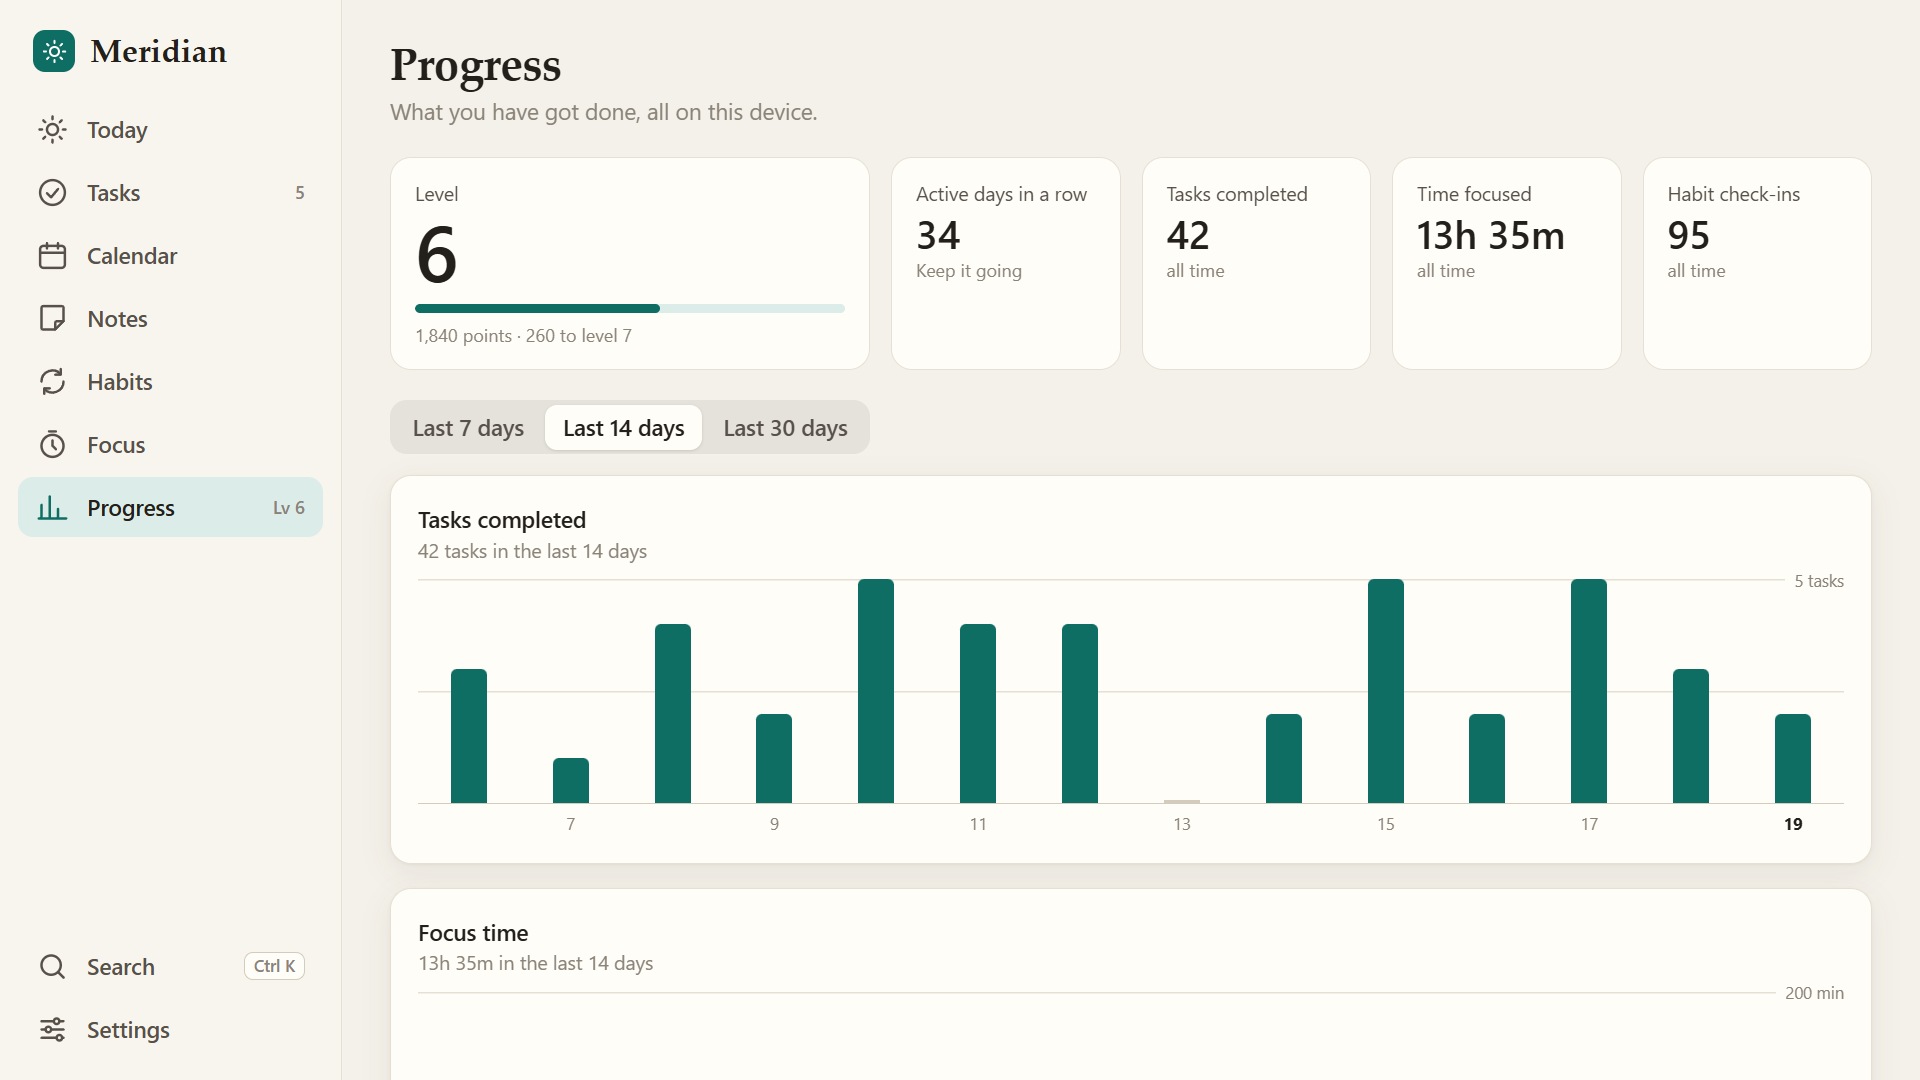 Meridian
Today
Tasks 5
Calendar
Notes
Habits
Focus
Progress Lv 6
Search Ctrl K
Settings
Progress
What you have got done, all on this device.
Level
6
1,840 points · 260 to level 7
Active days in a row
34
Keep it going
Tasks completed
42
all time
Time focused
13h 35m
all time
Habit check-ins
95
all time
Last 7 days Last 14 days Last 30 days
Tasks completed
42 tasks in the last 14 days
5 tasks
7 9 11 13 15 17 19
Focus time
13h 35m in the last 14 days
200 min